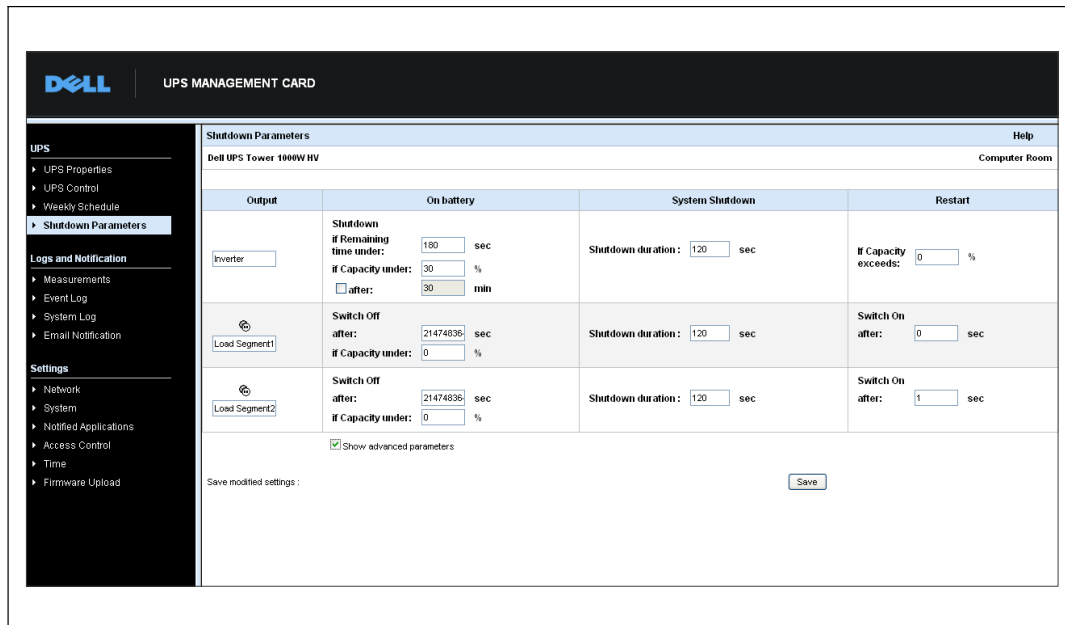 DELL
UPS MANAGEMENT CARD
UPS
UPS Properties
UPS Control
Weekly Schedule
Shutdown Parameters
Logs and Notification
Measurements
Event Log
System Log
Email Notification
Settings
Network
System
Notified Applications
Access Control
Time
Firmware Upload
Shutdown Parameters Help
Dell UPS Tower 1000W HV Computer Room
Output On battery System Shutdown Restart
Inverter
Shutdown
if Remaining
time under: 180 sec
if Capacity under: 30 %
after: 30 min
Shutdown duration : 120 sec
If Capacity
exceeds: 0 %
Load Segment1
Switch Off
after: 21474836 sec
if Capacity under: 0 %
Shutdown duration : 120 sec
Switch On
after: 0 sec
Load Segment2
Switch Off
after: 21474836 sec
if Capacity under: 0 %
Shutdown duration : 120 sec
Switch On
after: 1 sec
Show advanced parameters
Save modified settings : Save